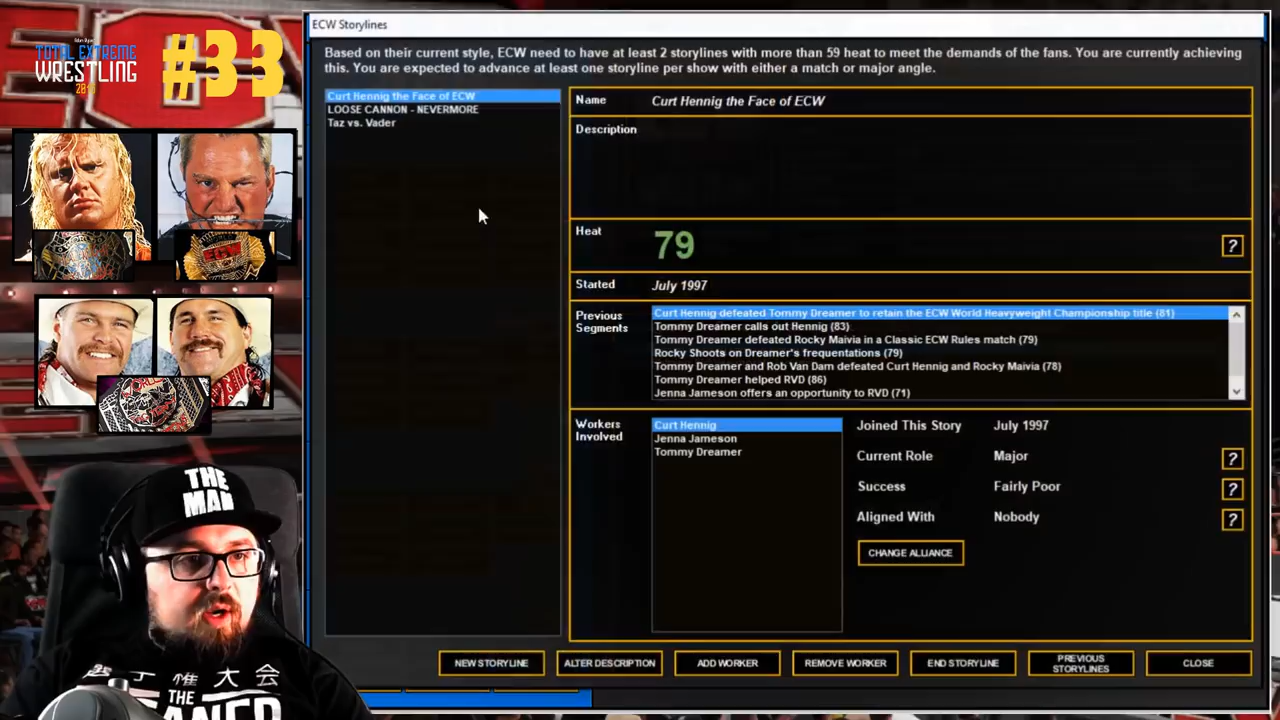 ECW Storylines
Based on their current style, ECW need to have at least 2 storylines with more than 59 heat to meet the demands of the fans. You are currently achieving
this. You are expected to advance at least one storyline per show with either a match or major angle.
TOTAL EXTREME
WRESTLING
#33
Curt Hennig the Face of ECW
LOOSE CANNON - NEVERMORE
Taz vs. Vader
Name Curt Hennig the Face of ECW
Description
Heat 79 ?
Started July 1997
Previous
Segments
Curt Hennig defeated Tommy Dreamer to retain the ECW World Heavyweight Championship title (81)
Tommy Dreamer calls out Hennig (83)
Tommy Dreamer defeated Rocky Maivia in a Classic ECW Rules match (79)
Rocky Shoots on Dreamer's frequentations (79)
Tommy Dreamer and Rob Van Dam defeated Curt Hennig and Rocky Maivia (78)
Tommy Dreamer helped RVD (86)
Jenna Jameson offers an opportunity to RVD (71)
Workers
Involved
Curt Hennig
Jenna Jameson
Tommy Dreamer
Joined This Story July 1997
Current Role Major ?
Success Fairly Poor ?
Aligned With Nobody ?
CHANGE ALLIANCE
NEW STORYLINE ALTER DESCRIPTION ADD WORKER REMOVE WORKER END STORYLINE PREVIOUS STORYLINES CLOSE
ECW
THE
MAN
大 会
THE